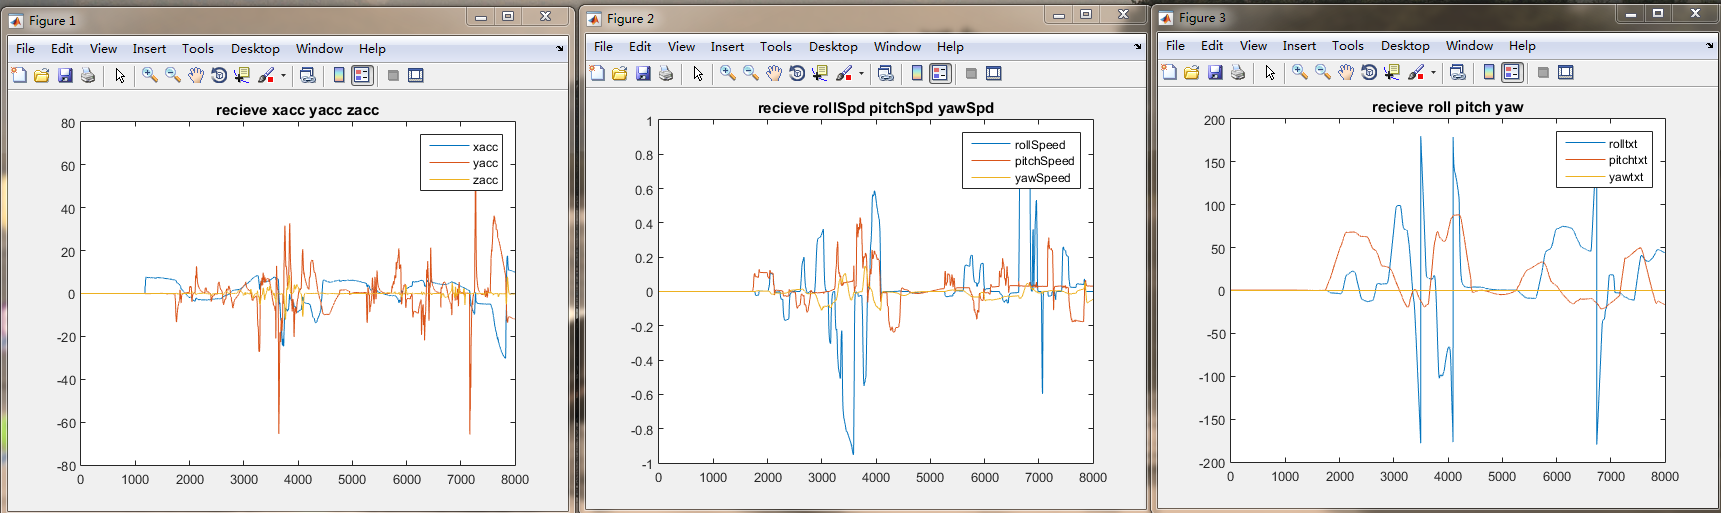 Figure 1
File Edit View Insert Tools Desktop Window Help
recieve xacc yacc zacc
xacc
yacc
zacc
80
60
40
20
0
-20
-40
-60
-80
0 1000 2000 3000 4000 5000 6000 7000 8000
Figure 2
File Edit View Insert Tools Desktop Window Help
recieve rollSpd pitchSpd yawSpd
rollSpeed
pitchSpeed
yawSpeed
1
0.8
0.6
0.4
0.2
0
-0.2
-0.4
-0.6
-0.8
-1
0 1000 2000 3000 4000 5000 6000 7000 8000
Figure 3
File Edit View Insert Tools Desktop Window Help
recieve roll pitch yaw
rolltxt
pitchtxt
yawtxt
200
150
100
50
0
-50
-100
-150
-200
0 1000 2000 3000 4000 5000 6000 7000 8000